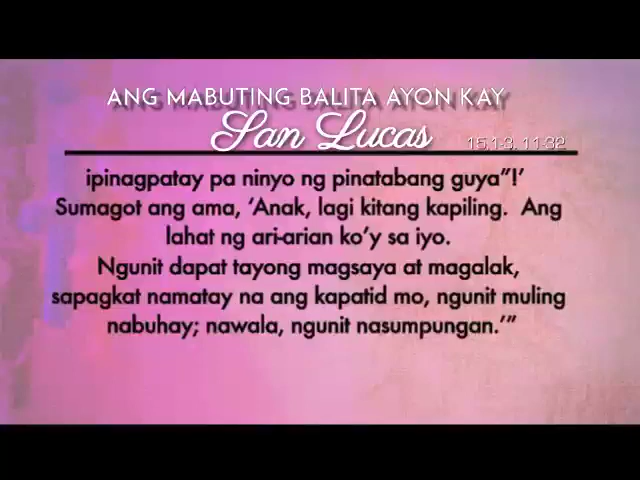 ANG MABUTING BALITA AYON KAY
San Lucas
15,1-3. 11-32
ipinagpatay pa ninyo ng pinatabang guya”!’
Sumagot ang ama, ‘Anak, lagi kitang kapiling.  Ang
lahat ng ari-arian ko’y sa iyo.
Ngunit dapat tayong magsaya at magalak,
sapagkat namatay na ang kapatid mo, ngunit muling
nabuhay; nawala, ngunit nasumpungan.’”